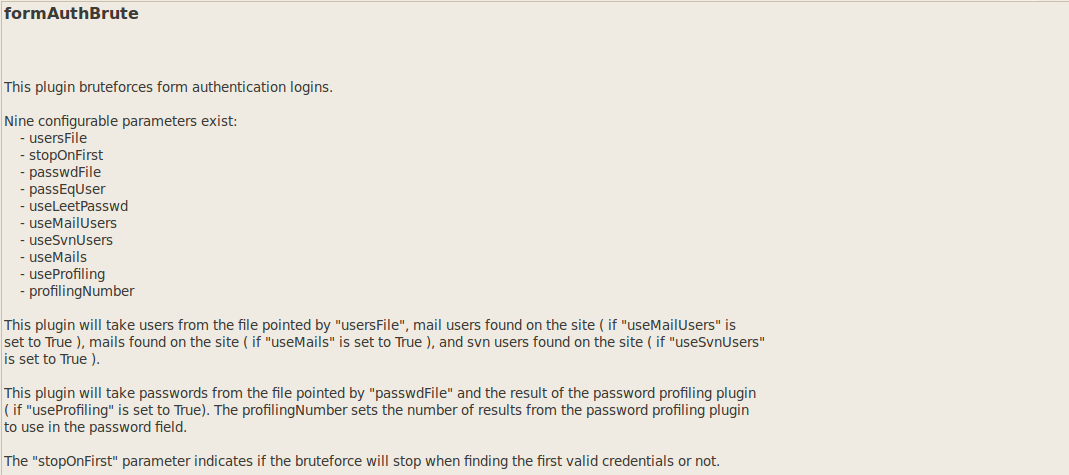 formAuthBrute
This plugin bruteforces form authentication logins.
Nine configurable parameters exist:
- usersFile
- stopOnFirst
- passwdFile
- passEqUser
- useLeetPasswd
- useMailUsers
- useSvnUsers
- useMails
- useProfiling
- profilingNumber
This plugin will take users from the file pointed by "usersFile", mail users found on the site ( if "useMailUsers" is
set to True ), mails found on the site ( if "useMails" is set to True ), and svn users found on the site ( if "useSvnUsers"
is set to True ).
This plugin will take passwords from the file pointed by "passwdFile" and the result of the password profiling plugin
( if "useProfiling" is set to True). The profilingNumber sets the number of results from the password profiling plugin
to use in the password field.
The "stopOnFirst" parameter indicates if the bruteforce will stop when finding the first valid credentials or not.